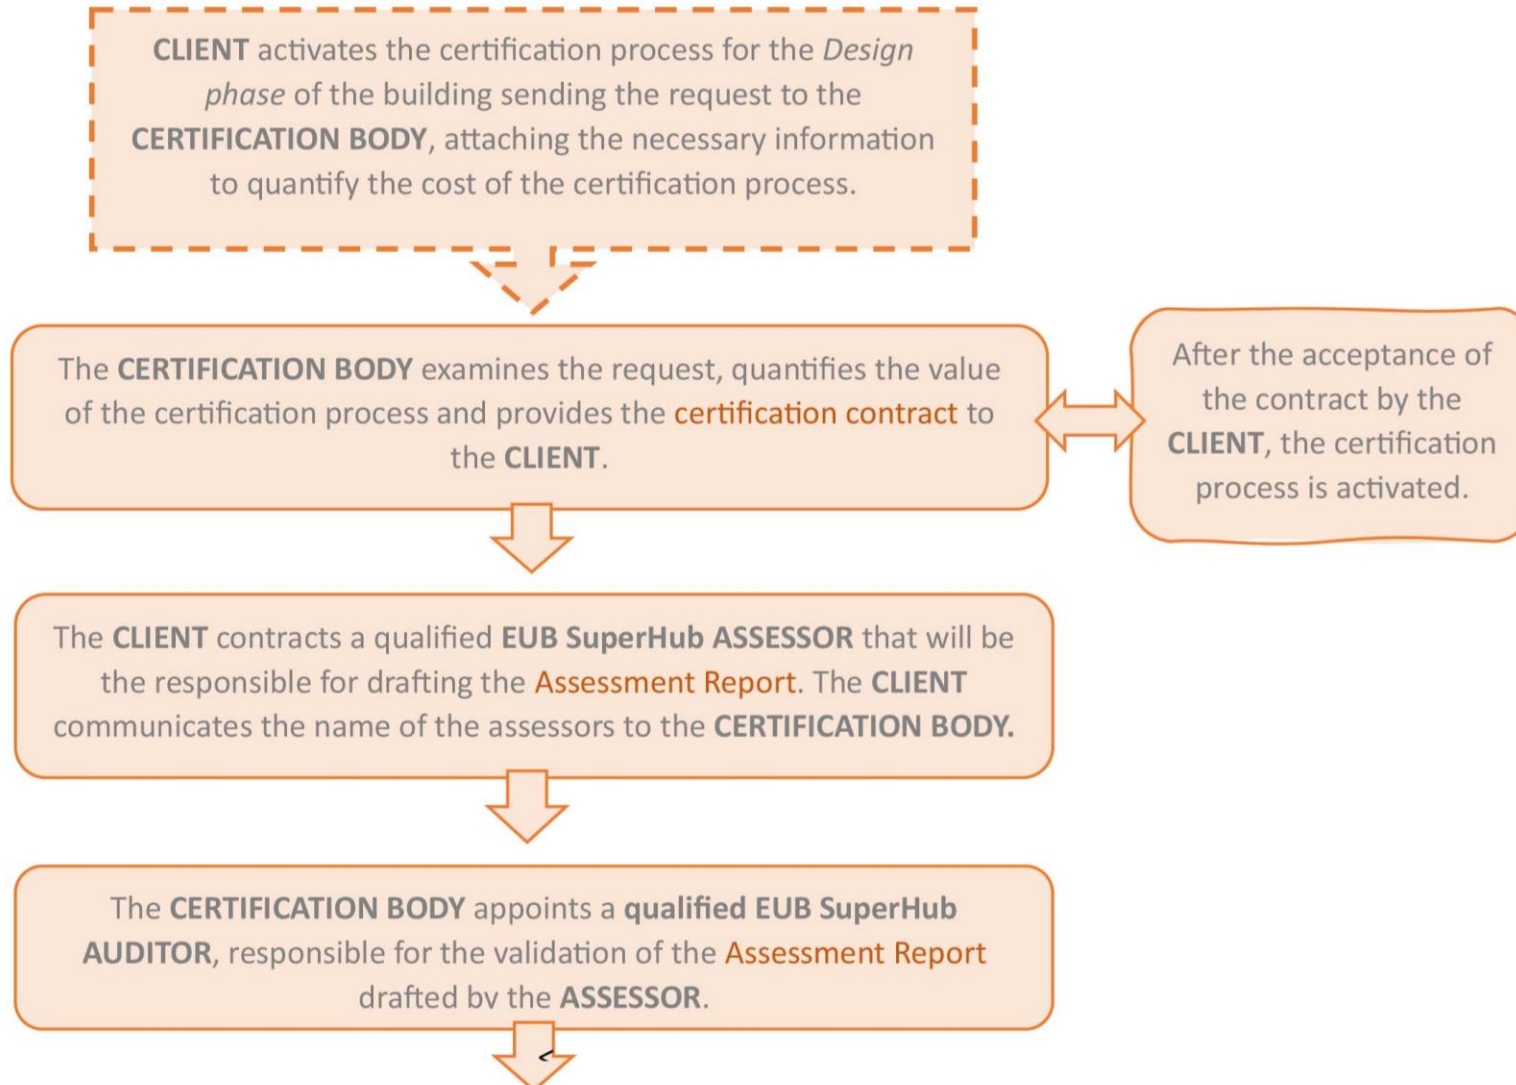 CLIENT activates the certification process for the Design
phase of the building sending the request to the
CERTIFICATION BODY, attaching the necessary information
to quantify the cost of the certification process.
The CERTIFICATION BODY examines the request, quantifies the value
of the certification process and provides the certification contract to
the CLIENT.
After the acceptance of
the contract by the
CLIENT, the certification
process is activated.
The CLIENT contracts a qualified EUB SuperHub ASSESSOR that will be
the responsible for drafting the Assessment Report. The CLIENT
communicates the name of the assessors to the CERTIFICATION BODY.
The CERTIFICATION BODY appoints a qualified EUB SuperHub
AUDITOR, responsible for the validation of the Assessment Report
drafted by the ASSESSOR.